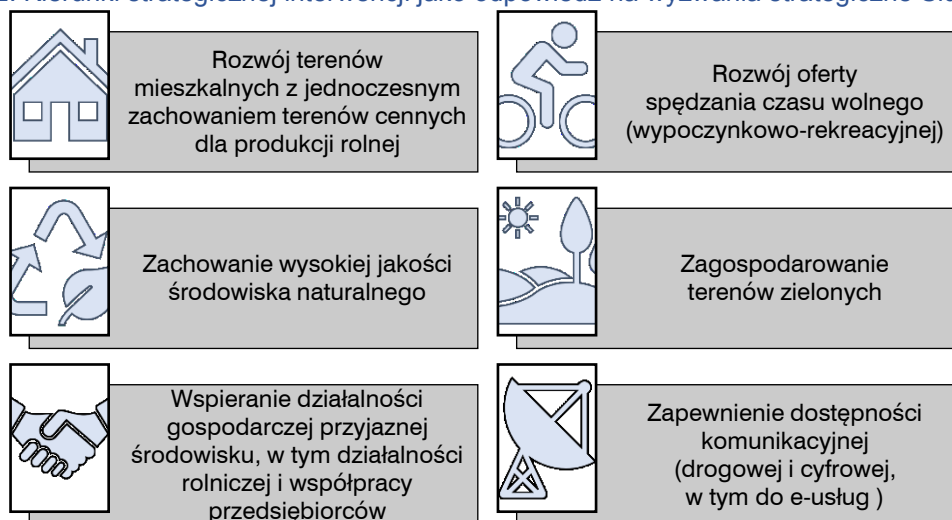 Rozwój terenów
mieszkalnych z jednoczesnym
zachowaniem terenów cennych
dla produkcji rolnej
Rozwój oferty
spędzania czasu wolnego
(wypoczynkowo-rekreacyjnej)
Zachowanie wysokiej jakości
środowiska naturalnego
Zagospodarowanie
terenów zielonych
Wspieranie działalności
gospodarczej przyjaznej
środowisku, w tym działalności
rolniczej i współpracy
przedsiębiorców
Zapewnienie dostępności
komunikacyjnej
(drogowej i cyfrowej,
w tym do e-usług )